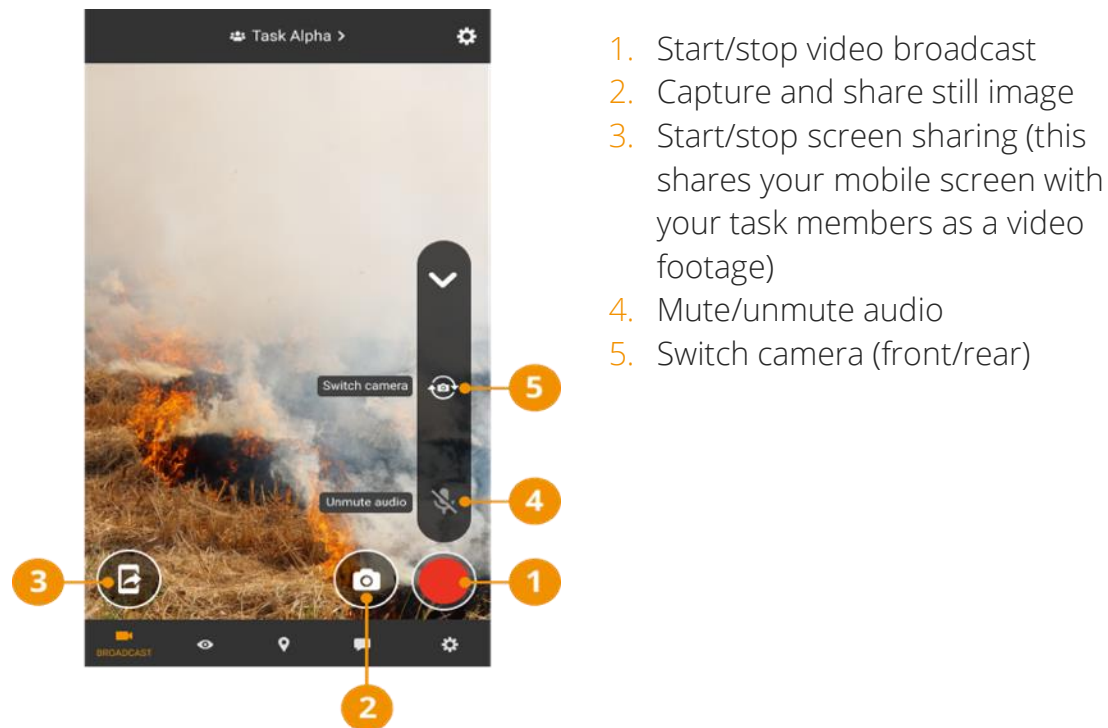 Task Alpha >
1. Start/stop video broadcast
2. Capture and share still image
3. Start/stop screen sharing (this
shares your mobile screen with
your task members as a video
footage)
4. Mute/unmute audio
5. Switch camera (front/rear)
Switch camera
5
Unmute audio
4
3
1
BROADCAST
2